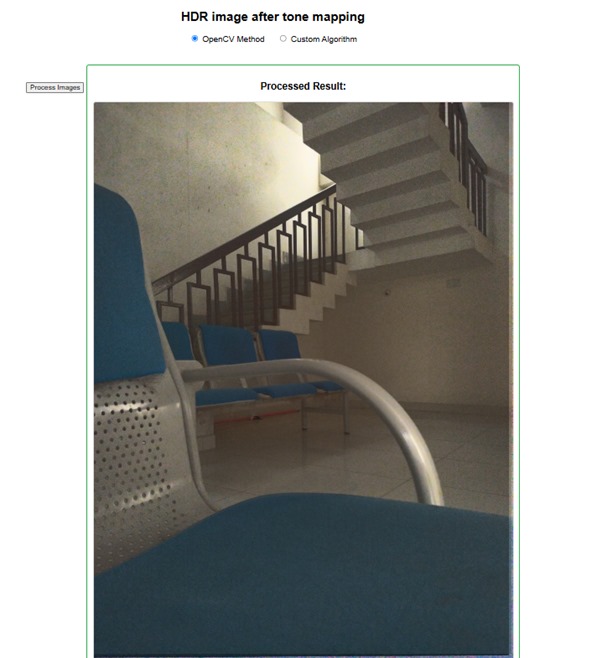 HDR image after tone mapping
OpenCV Method Custom Algorithm
Process Images
Processed Result: